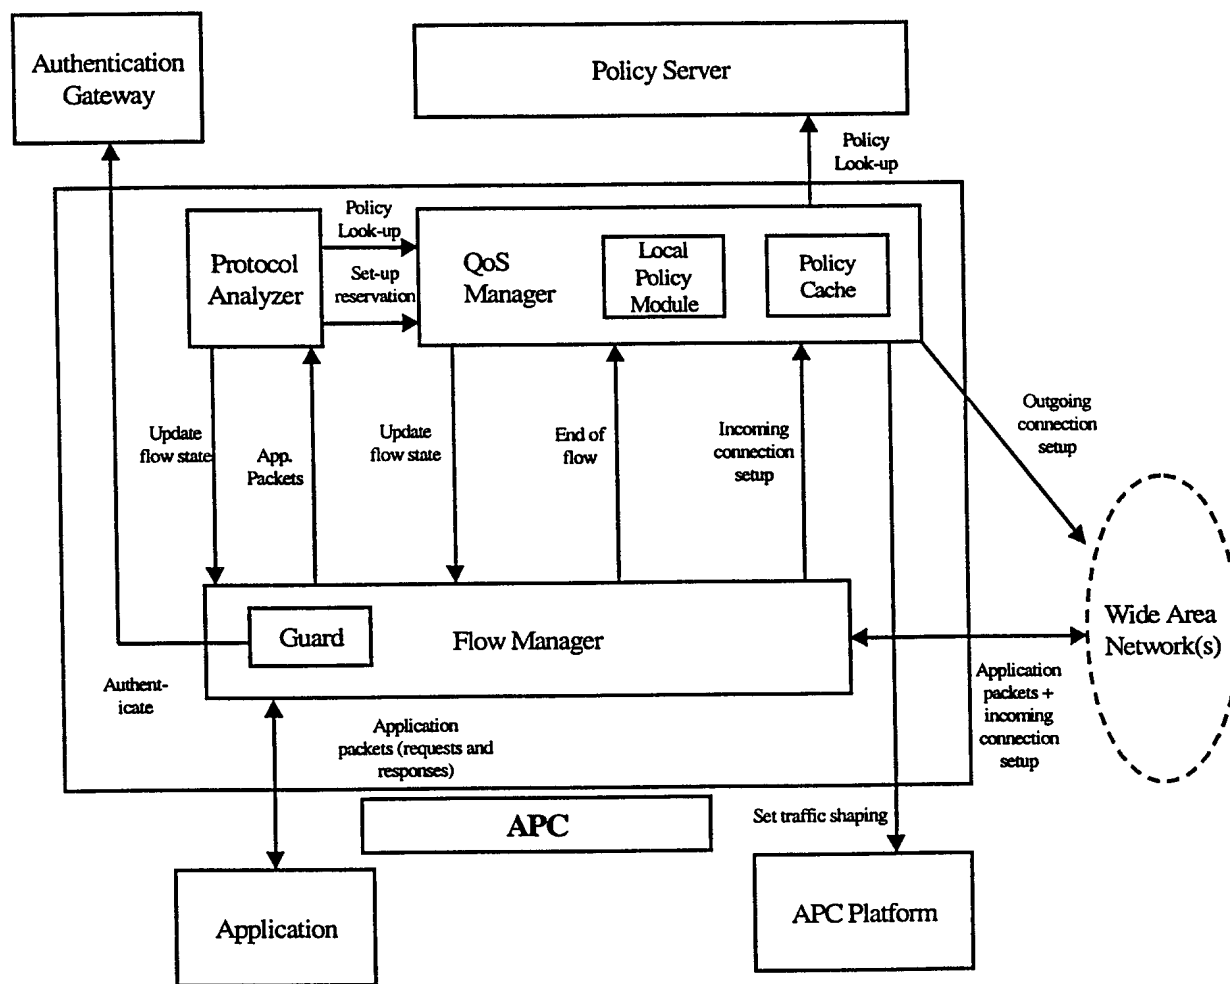 Authentication
Gateway
Policy Server
Policy
Look-up
Protocol
Analyzer
Policy
Look-up
Set-up
reservation
QoS
Manager
Local
Policy
Module
Policy
Cache
Update
flow state
App.
Packets
Update
flow state
End of
flow
Incoming
connection
setup
Outgoing
connection
setup
Guard
Flow Manager
Wide Area
Network(s)
Authent-
icate
Application
packets (requests and
responses)
Application
packets +
incoming
connection
setup
APC
Set traffic shaping
Application
APC Platform